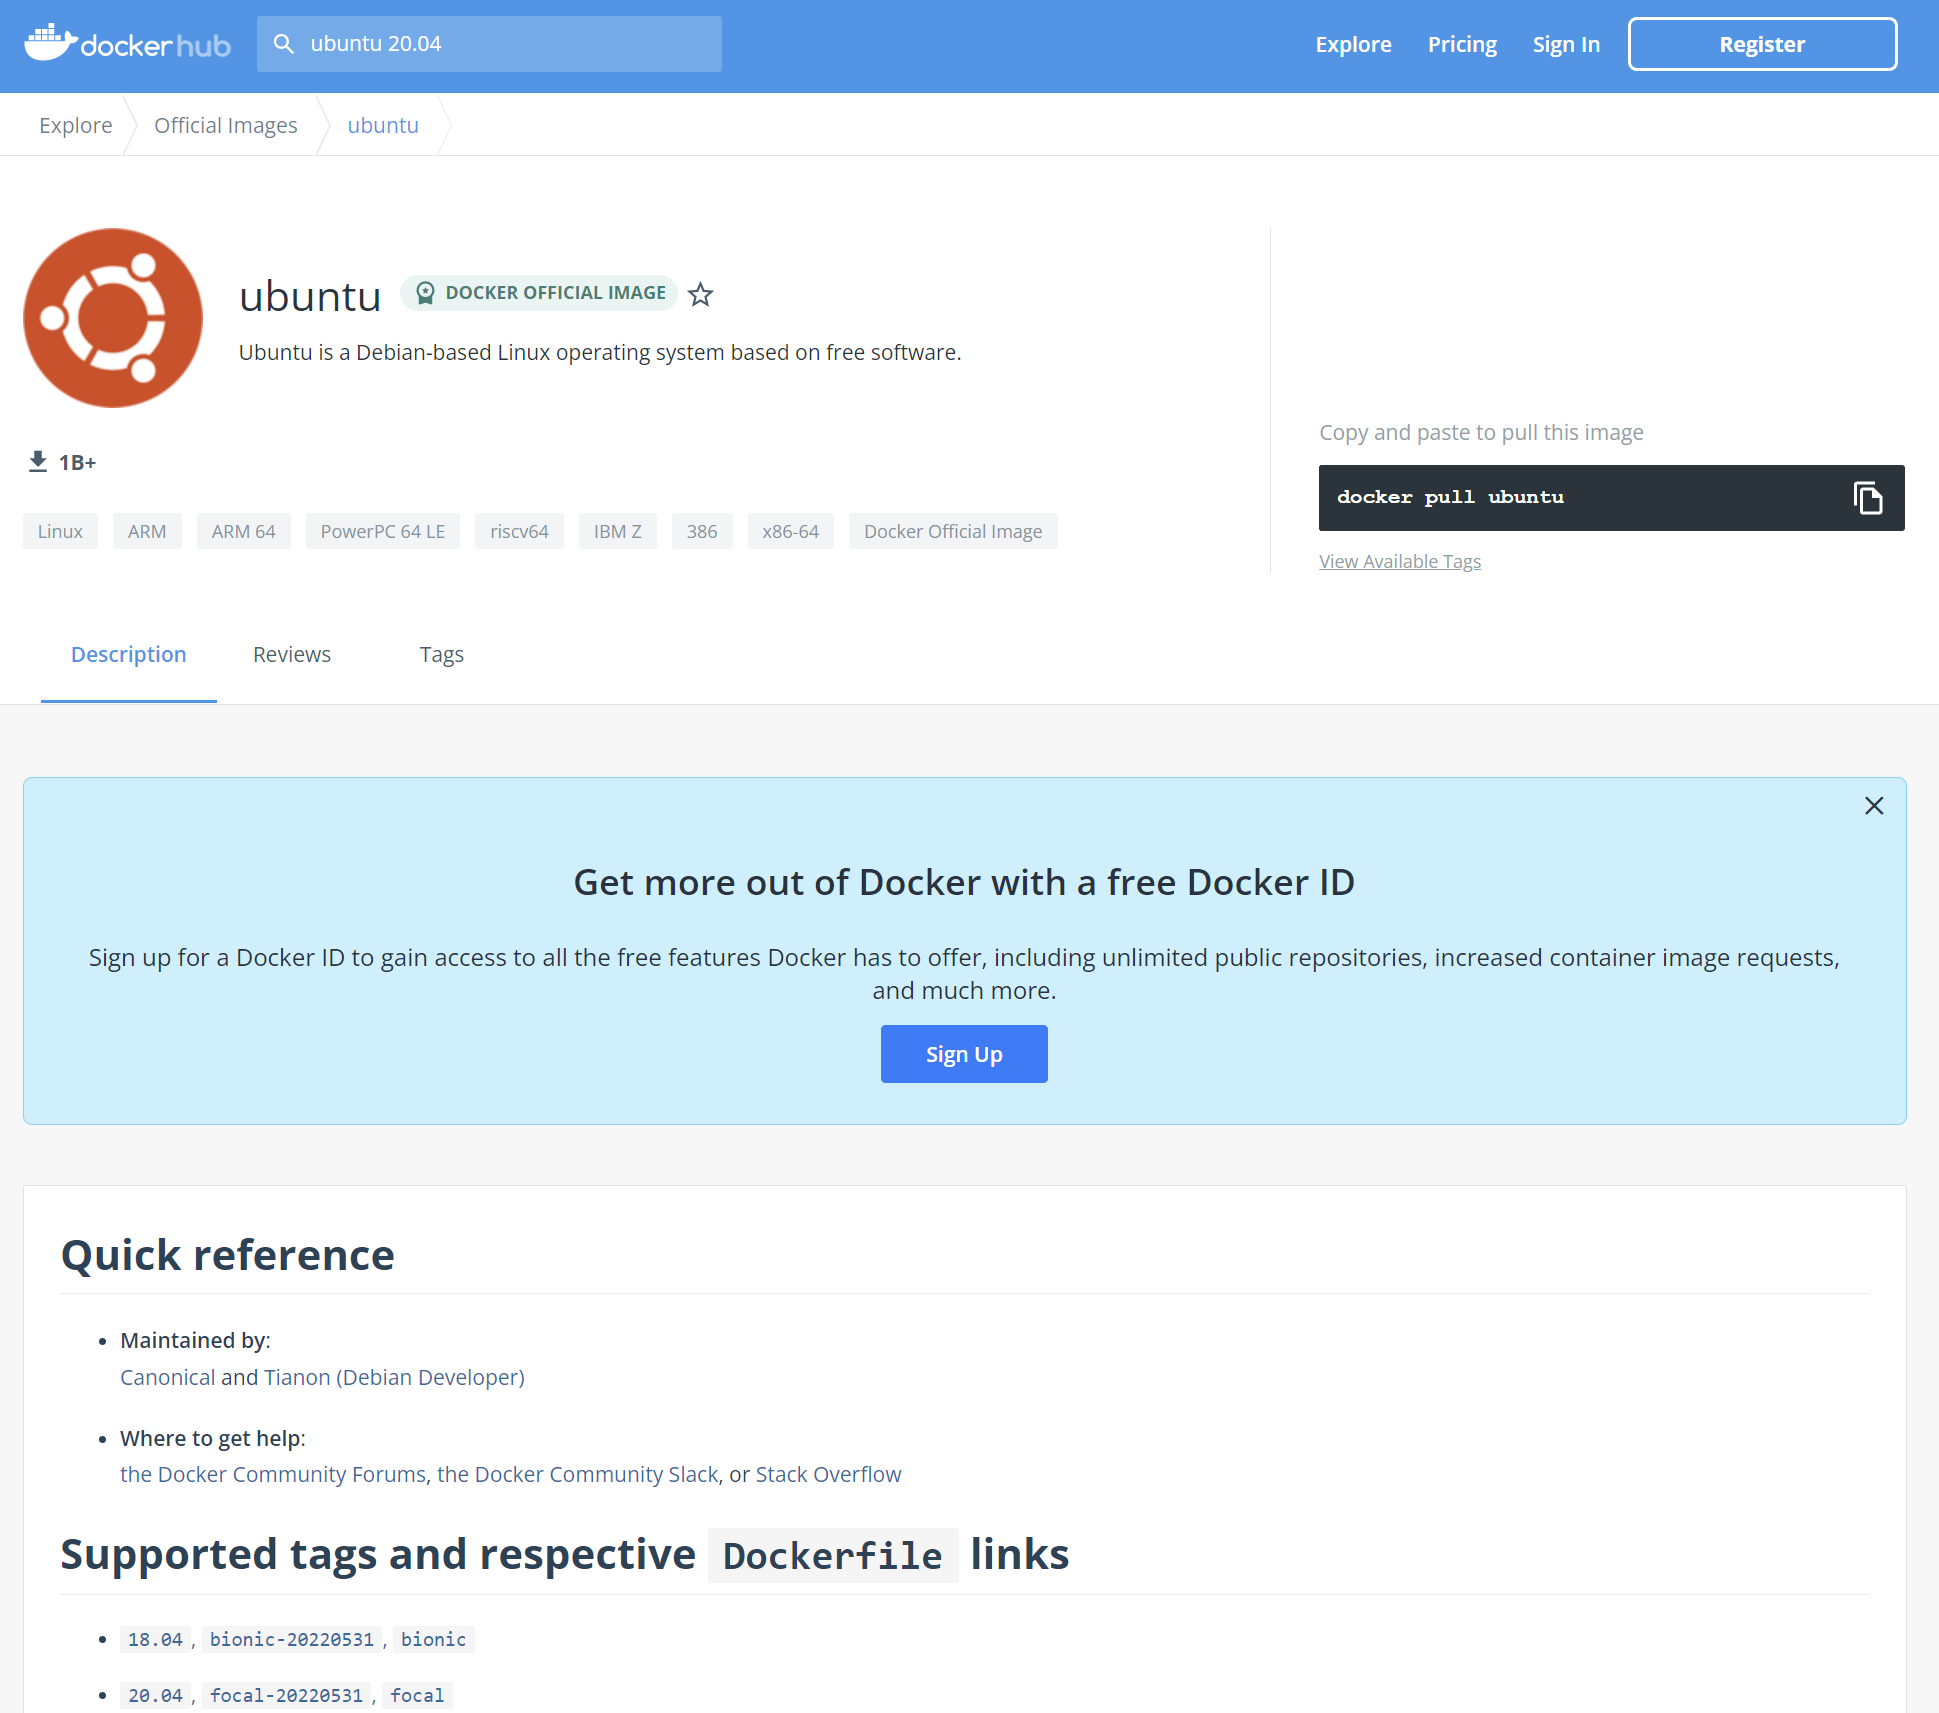 docker hub
ubuntu 20.04
Explore
Pricing
Sign In
Register
Explore
Official Images
ubuntu
ubuntu
DOCKER OFFICIAL IMAGE
Ubuntu is a Debian-based Linux operating system based on free software.
1B+
Linux
ARM
ARM 64
PowerPC 64 LE
riscv64
IBM Z
386
x86-64
Docker Official Image
Copy and paste to pull this image
docker pull ubuntu
View Available Tags
Description
Reviews
Tags
Get more out of Docker with a free Docker ID
Sign up for a Docker ID to gain access to all the free features Docker has to offer, including unlimited public repositories, increased container image requests,
and much more.
Sign Up
Quick reference
• Maintained by:
Canonical and Tianon (Debian Developer)
• Where to get help:
the Docker Community Forums, the Docker Community Slack, or Stack Overflow
Supported tags and respective Dockerfile links
• 18.04, bionic-20220531, bionic
• 20.04, focal-20220531, focal